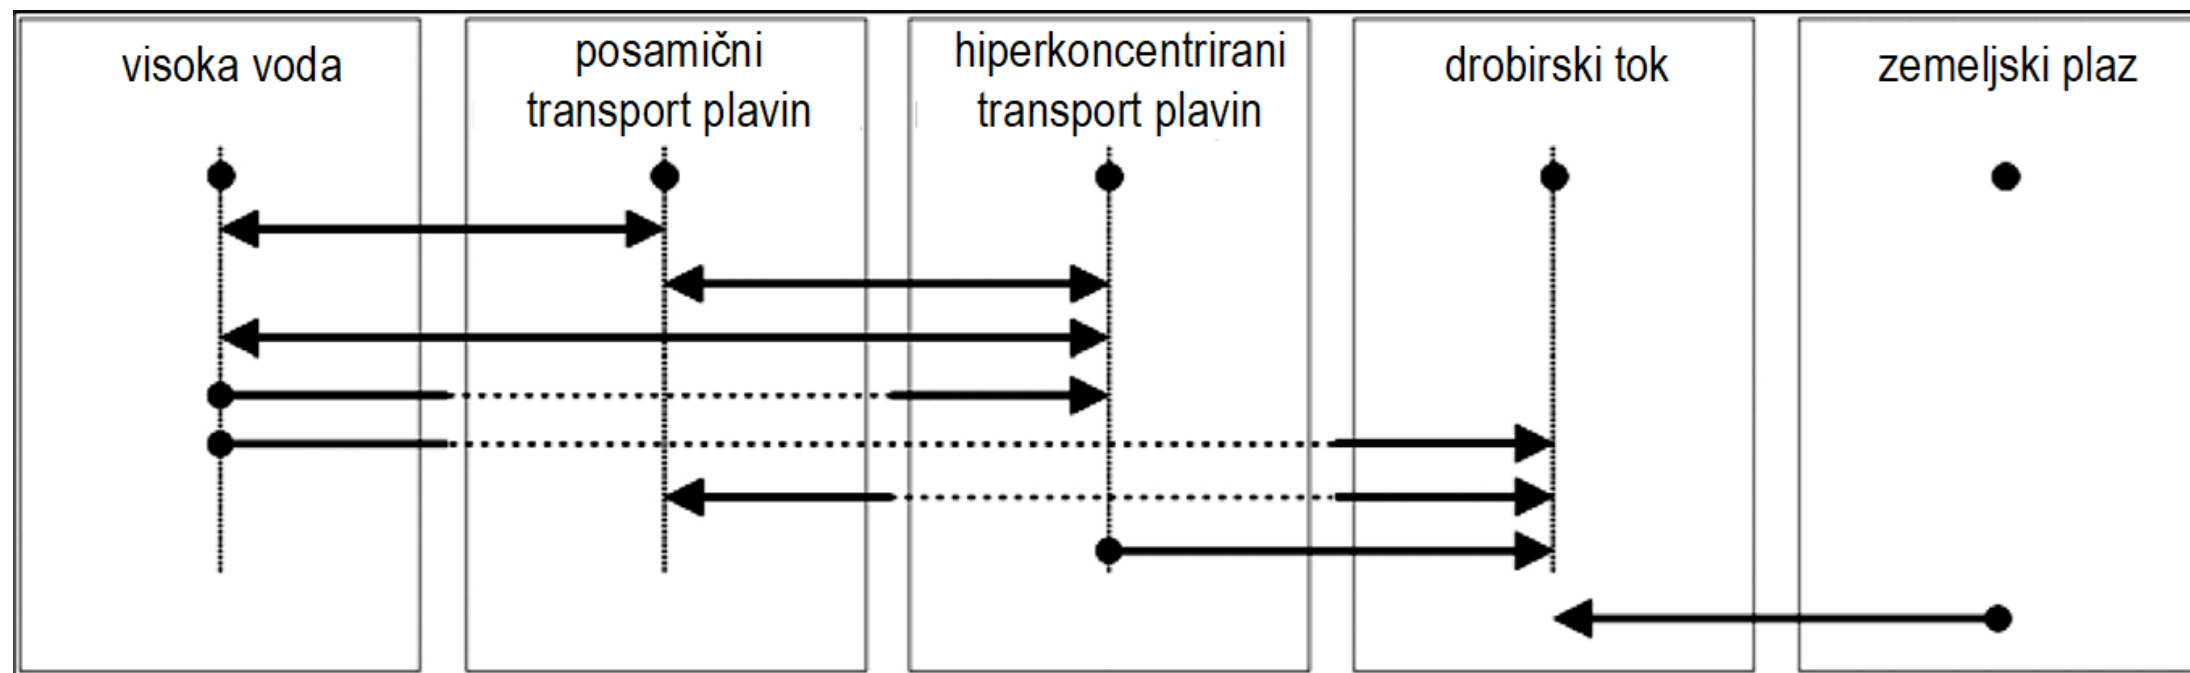 visoka voda
posamični
transport plavin
hiperkoncentrirani
transport plavin
drobirski tok
zemeljski plaz